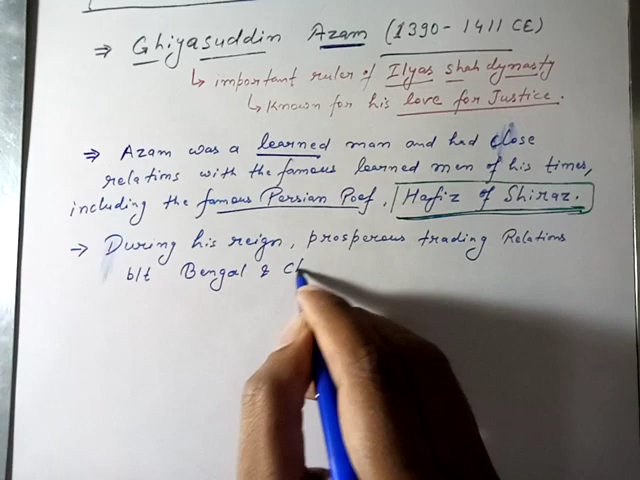 ⇒ Ghiyasuddin Azam (1390-1411 CE)
↳ important ruler of Ilyas shah dynasty
↳ Known for his love for Justice.
⇒ Azam was a learned man and had close
relations with the famous learned men of his times,
including the famous Persian Poet, Hafiz of Shiraz.
→ During his reign, prosperous trading Relations
b/t Bengal & Ch